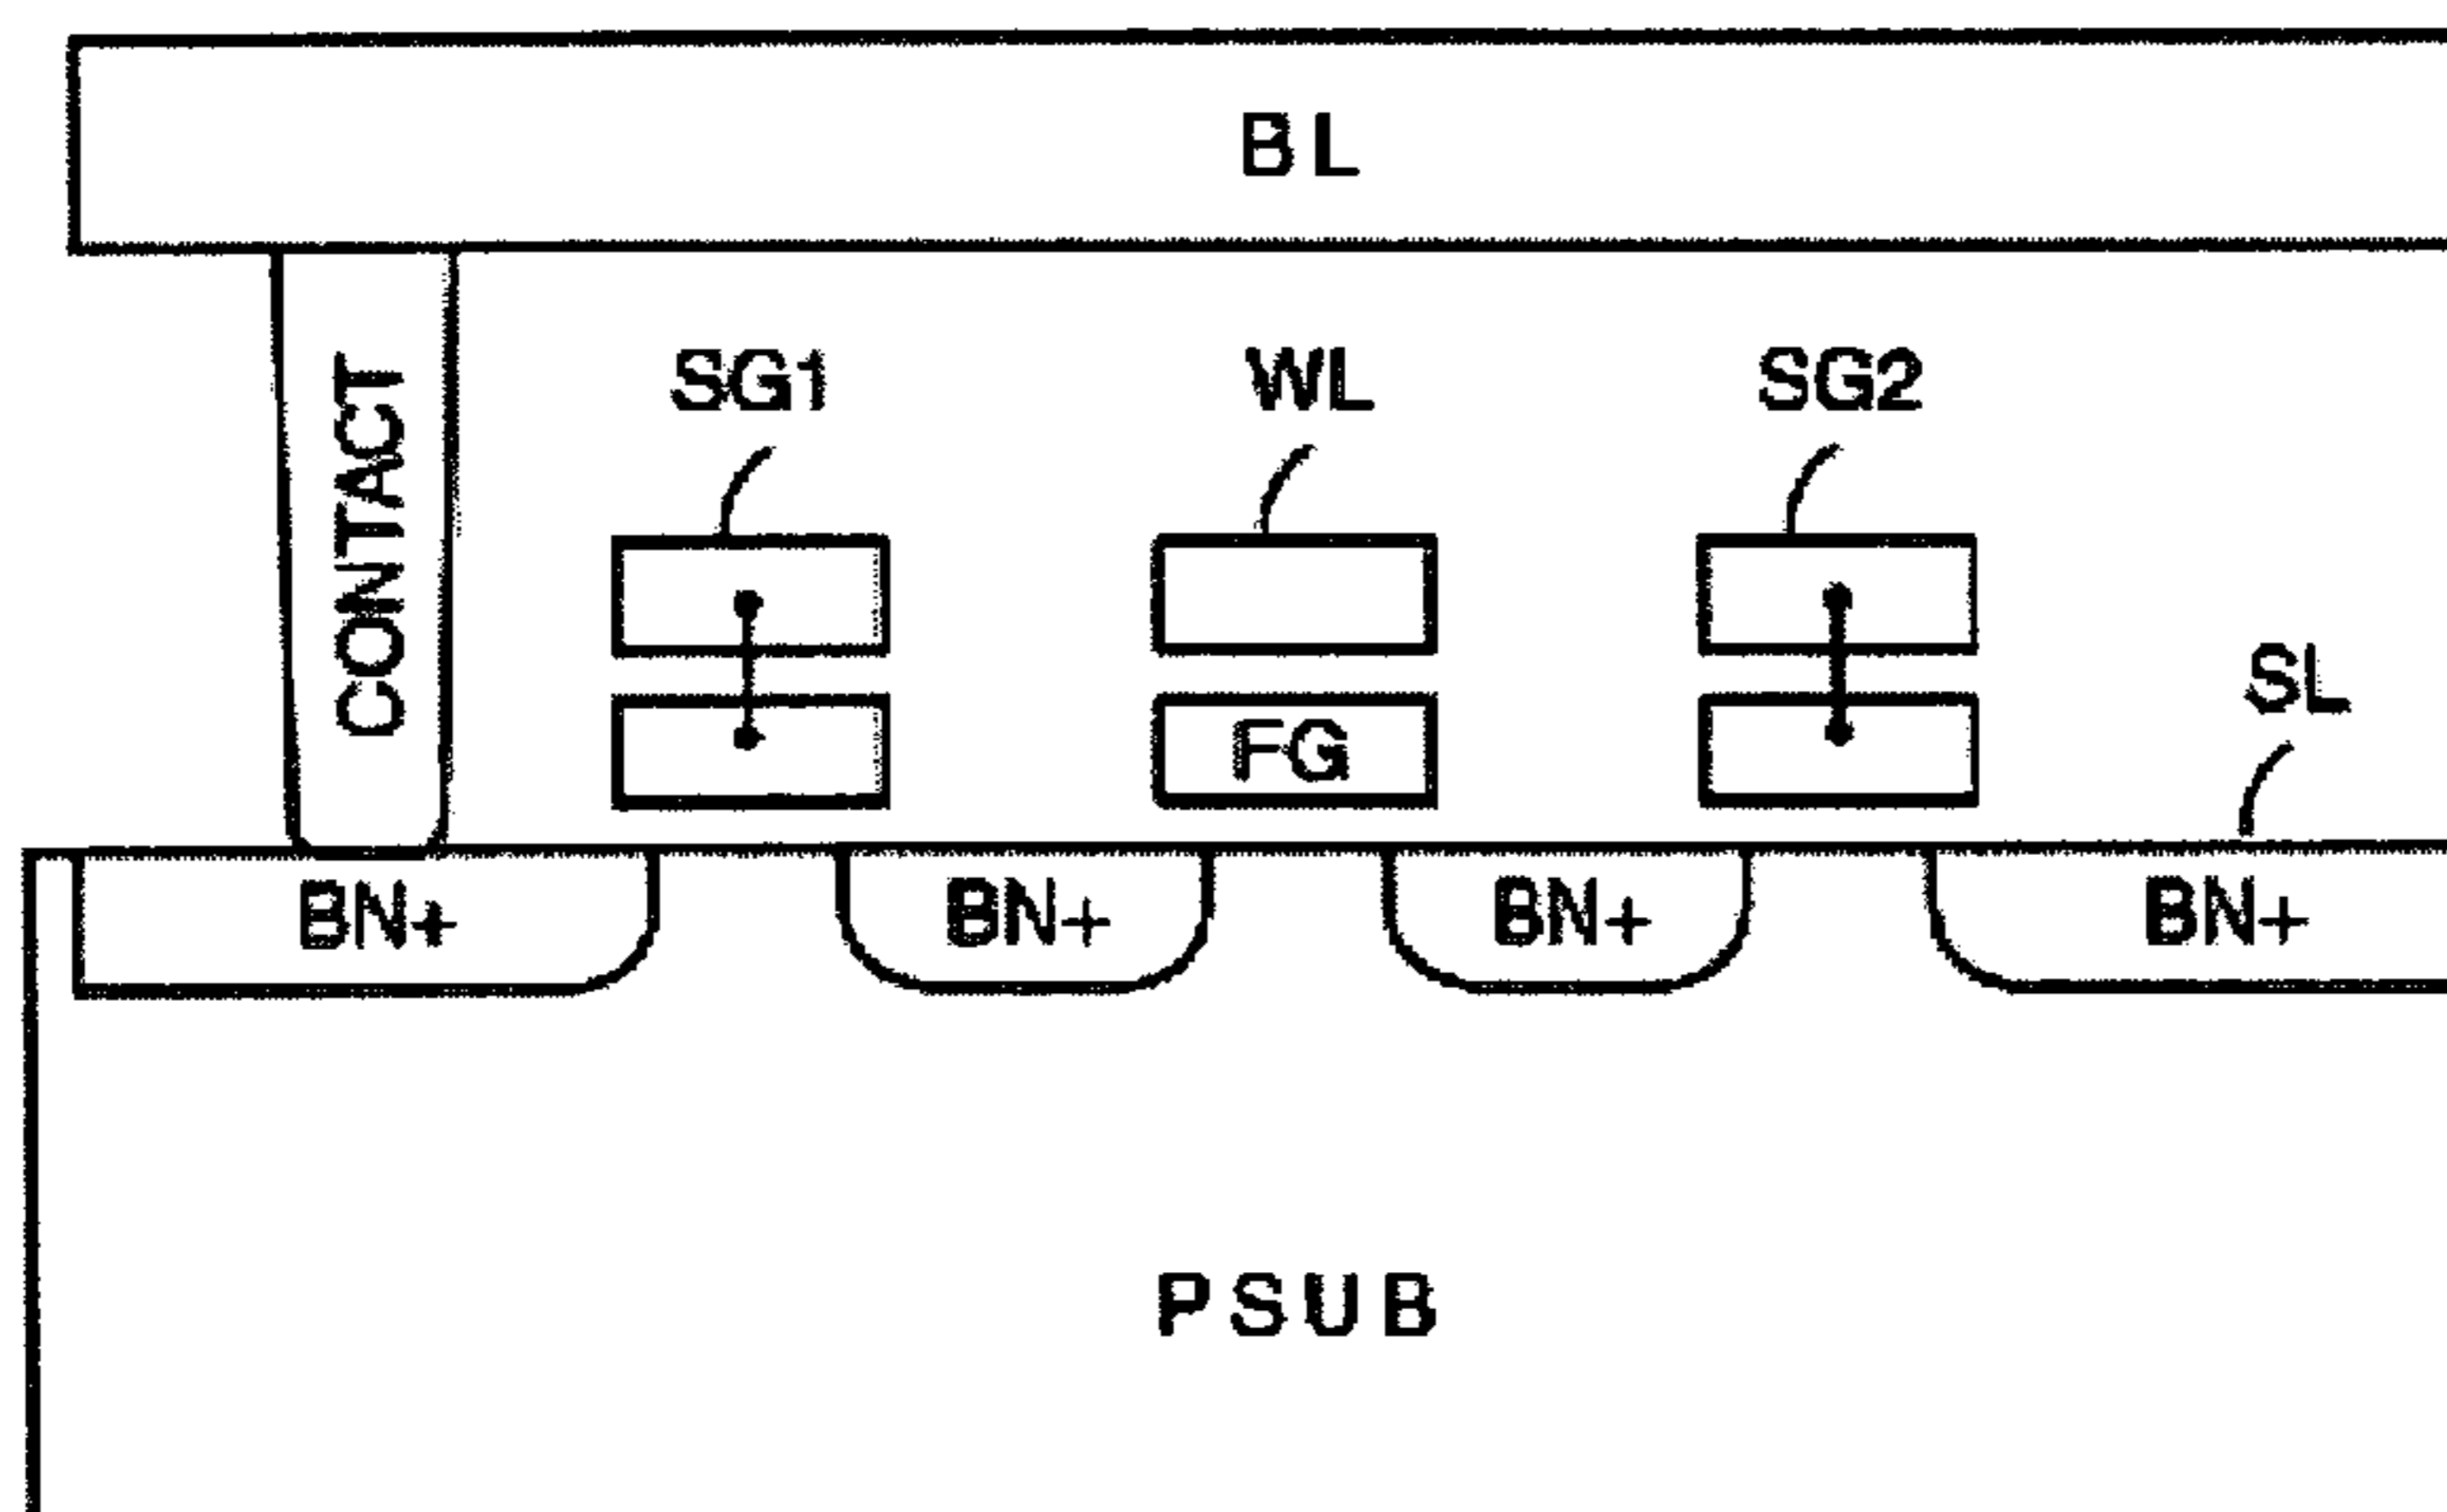 BL
CONTACT
SG1 WL SG2
SL
FG
BN+ BN+ BN+ BN+
PSUB